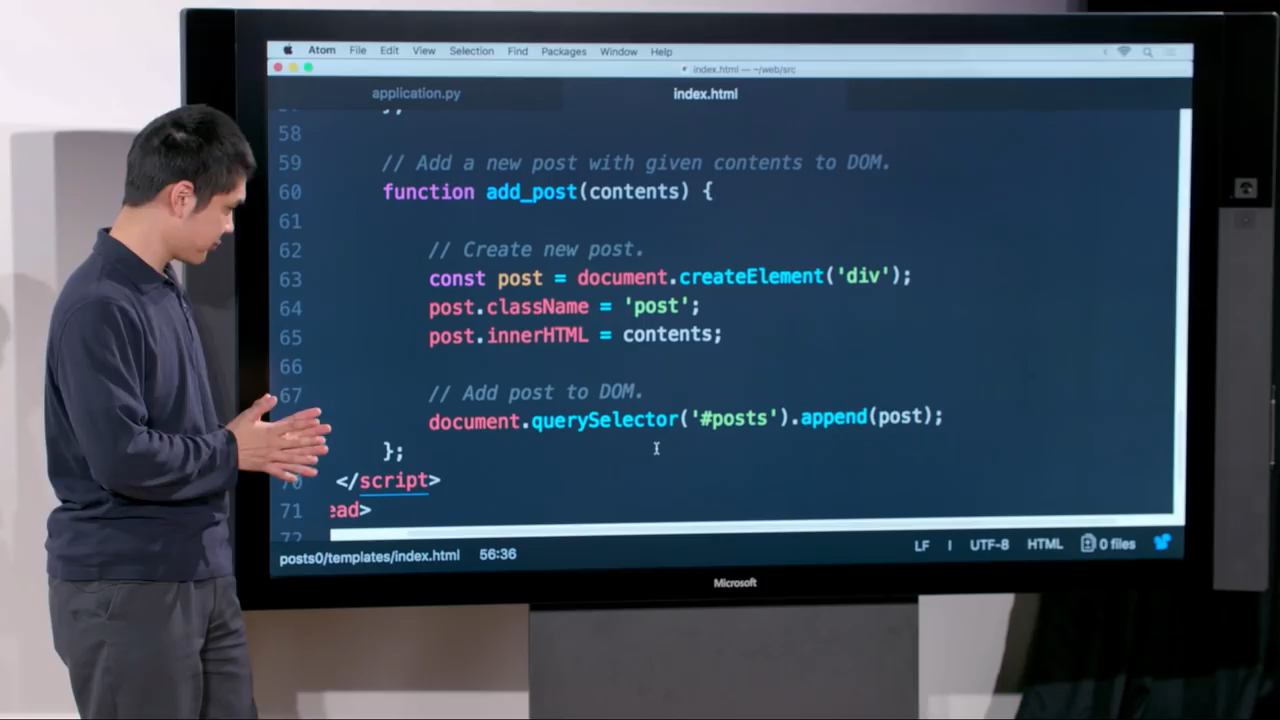 Atom File Edit View Selection Find Packages Window Help
index.html — ~/web/src
application.py index.html
};
58
59 // Add a new post with given contents to DOM.
60 function add_post(contents) {
61
62 // Create new post.
63 const post = document.createElement('div');
64 post.className = 'post';
65 post.innerHTML = contents;
66
67 // Add post to DOM.
document.querySelector('#posts').append(post);
};
70 </script>
71 ead>
72
posts0/templates/index.html 56:36 LF UTF-8 HTML 0 files
Microsoft